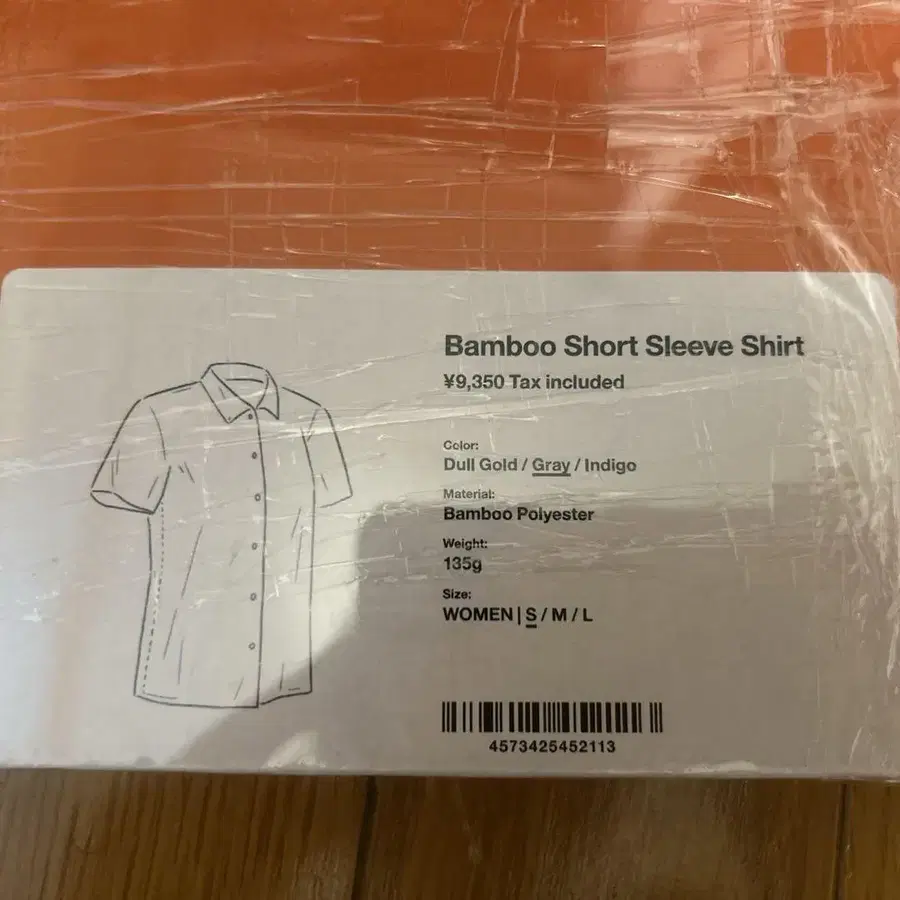 Bamboo Short Sleeve Shirt
¥9,350 Tax included
Color:
Dull Gold / Gray / Indigo
Material:
Bamboo Polyester
Weight:
135g
Size:
WOMEN | S / M / L
4573425452113